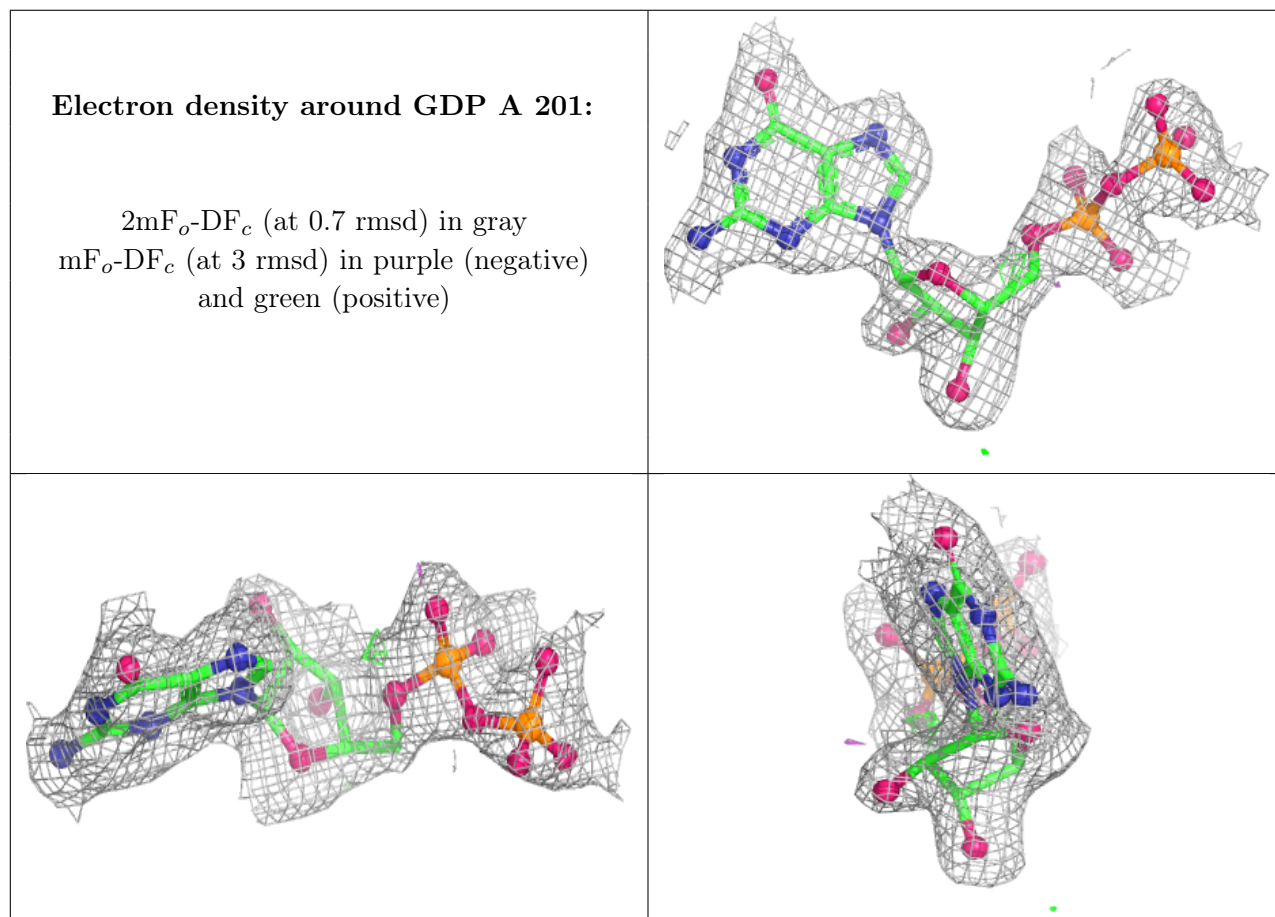 Electron density around GDP A 201:
2mFₒ-DF𝒸 (at 0.7 rmsd) in gray
mFₒ-DF𝒸 (at 3 rmsd) in purple (negative)
and green (positive)